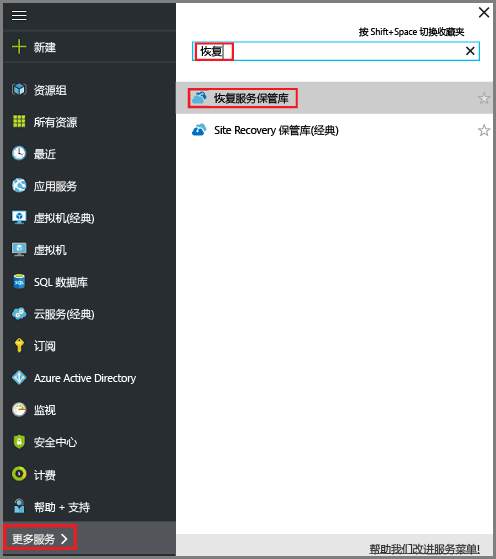 新建
资源组
所有资源
最近
应用服务
虚拟机(经典)
虚拟机
SQL 数据库
云服务(经典)
订阅
Azure Active Directory
监视
安全中心
计费
帮助 + 支持
更多服务
按 Shift+Space 切换收藏夹
恢复
恢复服务保管库
Site Recovery 保管库(经典)
帮助我们改进服务菜单!